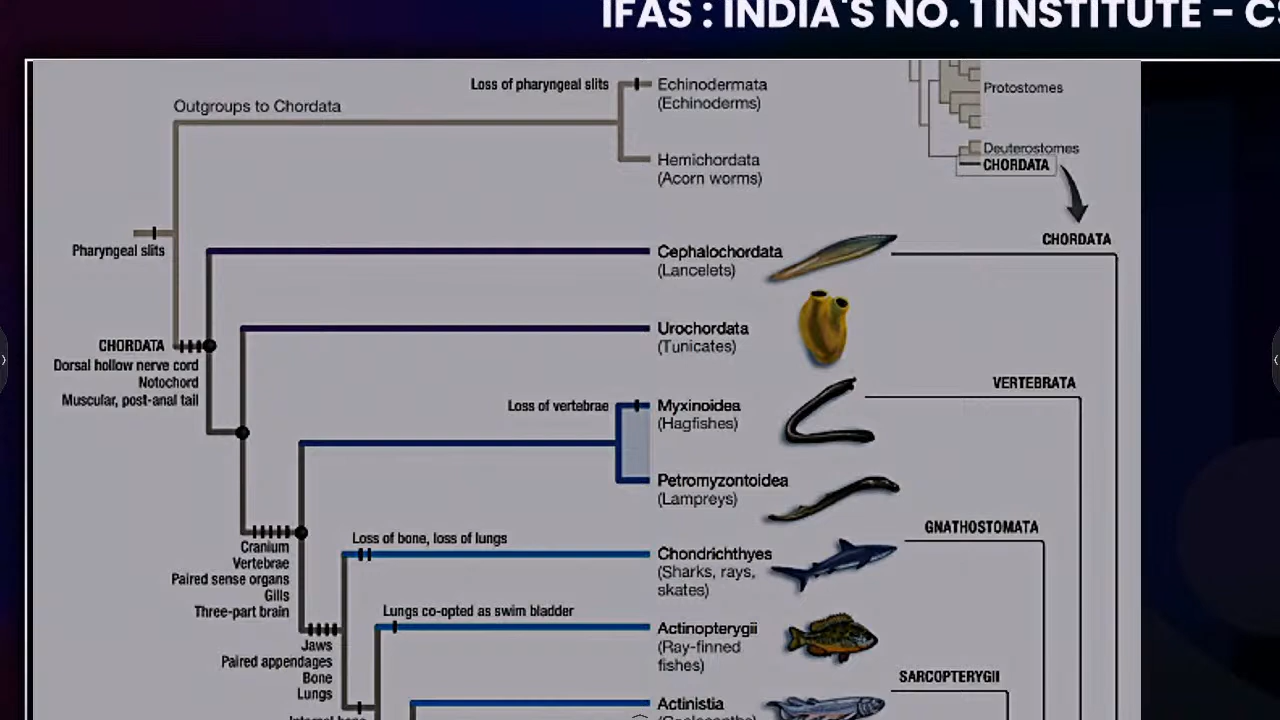 IFAS : INDIA'S NO. 1 INSTITUTE – CS
Loss of pharyngeal slits
Echinodermata
(Echinoderms)
Outgroups to Chordata
Hemichordata
(Acorn worms)
Protostomes
Deuterostomes
CHORDATA
Pharyngeal slits
CHORDATA
Cephalochordata
(Lancelets)
Urochordata
(Tunicates)
CHORDATA
Dorsal hollow nerve cord
Notochord
Muscular, post-anal tail
VERTEBRATA
Loss of vertebrae
Myxinoidea
(Hagfishes)
Petromyzontoidea
(Lampreys)
GNATHOSTOMATA
Cranium
Vertebrae
Paired sense organs
Gills
Three-part brain
Loss of bone, loss of lungs
Chondrichthyes
(Sharks, rays,
skates)
Lungs co-opted as swim bladder
Actinopterygii
(Ray-finned
fishes)
Jaws
Paired appendages
Bone
Lungs
SARCOPTERYGII
Actinistia